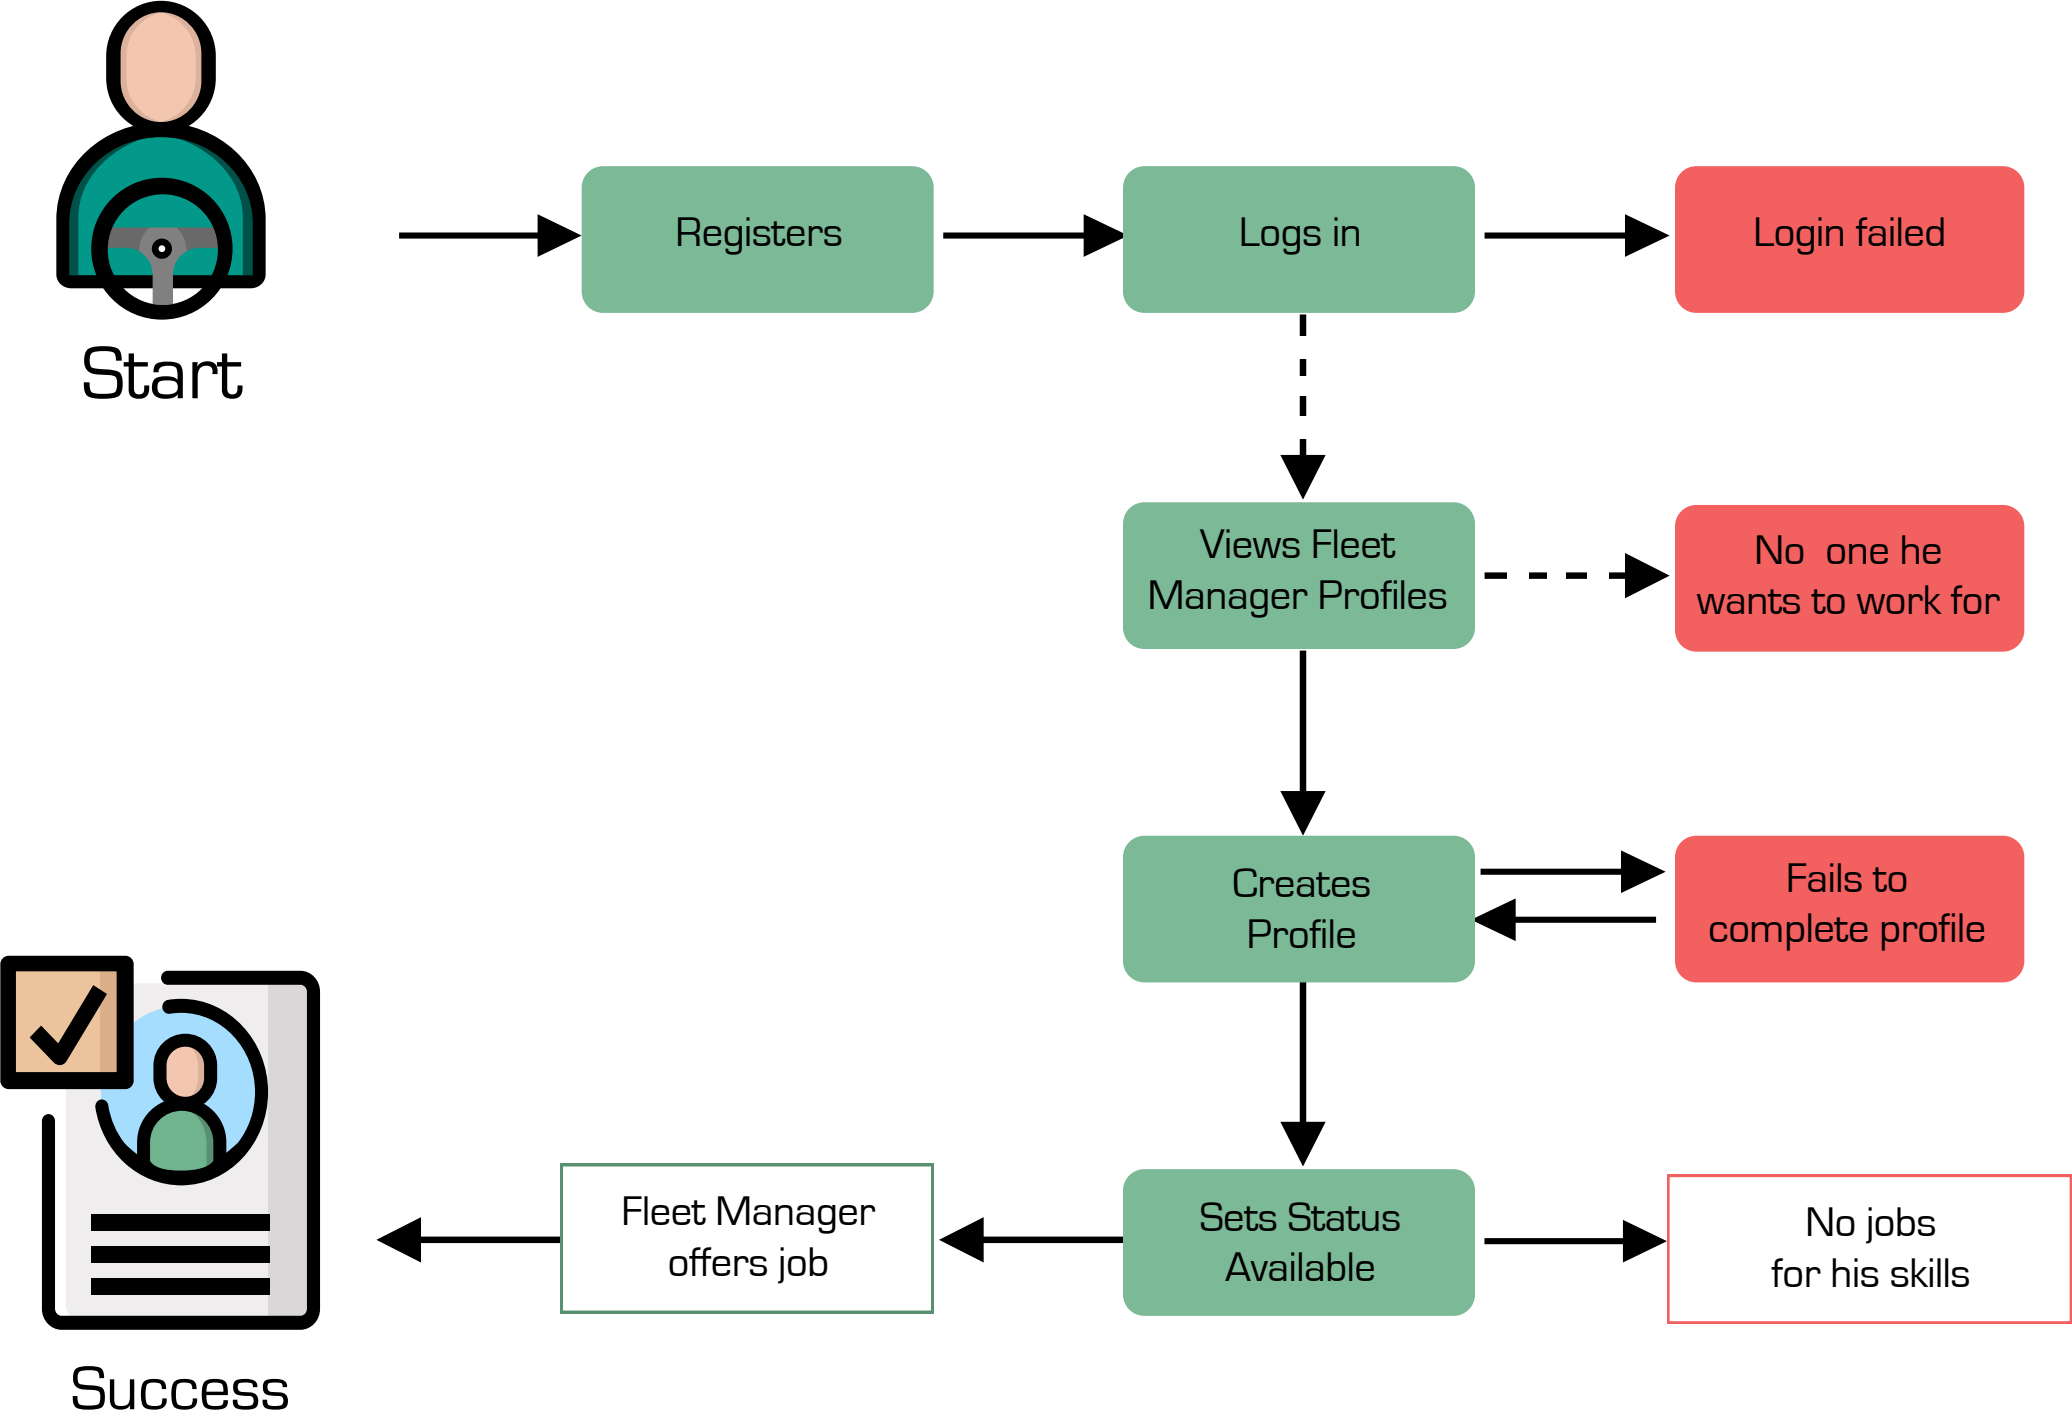 Registers
Logs in
Login failed
Start
Views Fleet
Manager Profiles
No  one he
wants to work for
Creates
Profile
Fails to
complete profile
Fleet Manager
offers job
Sets Status
Available
No jobs
for his skills
Success